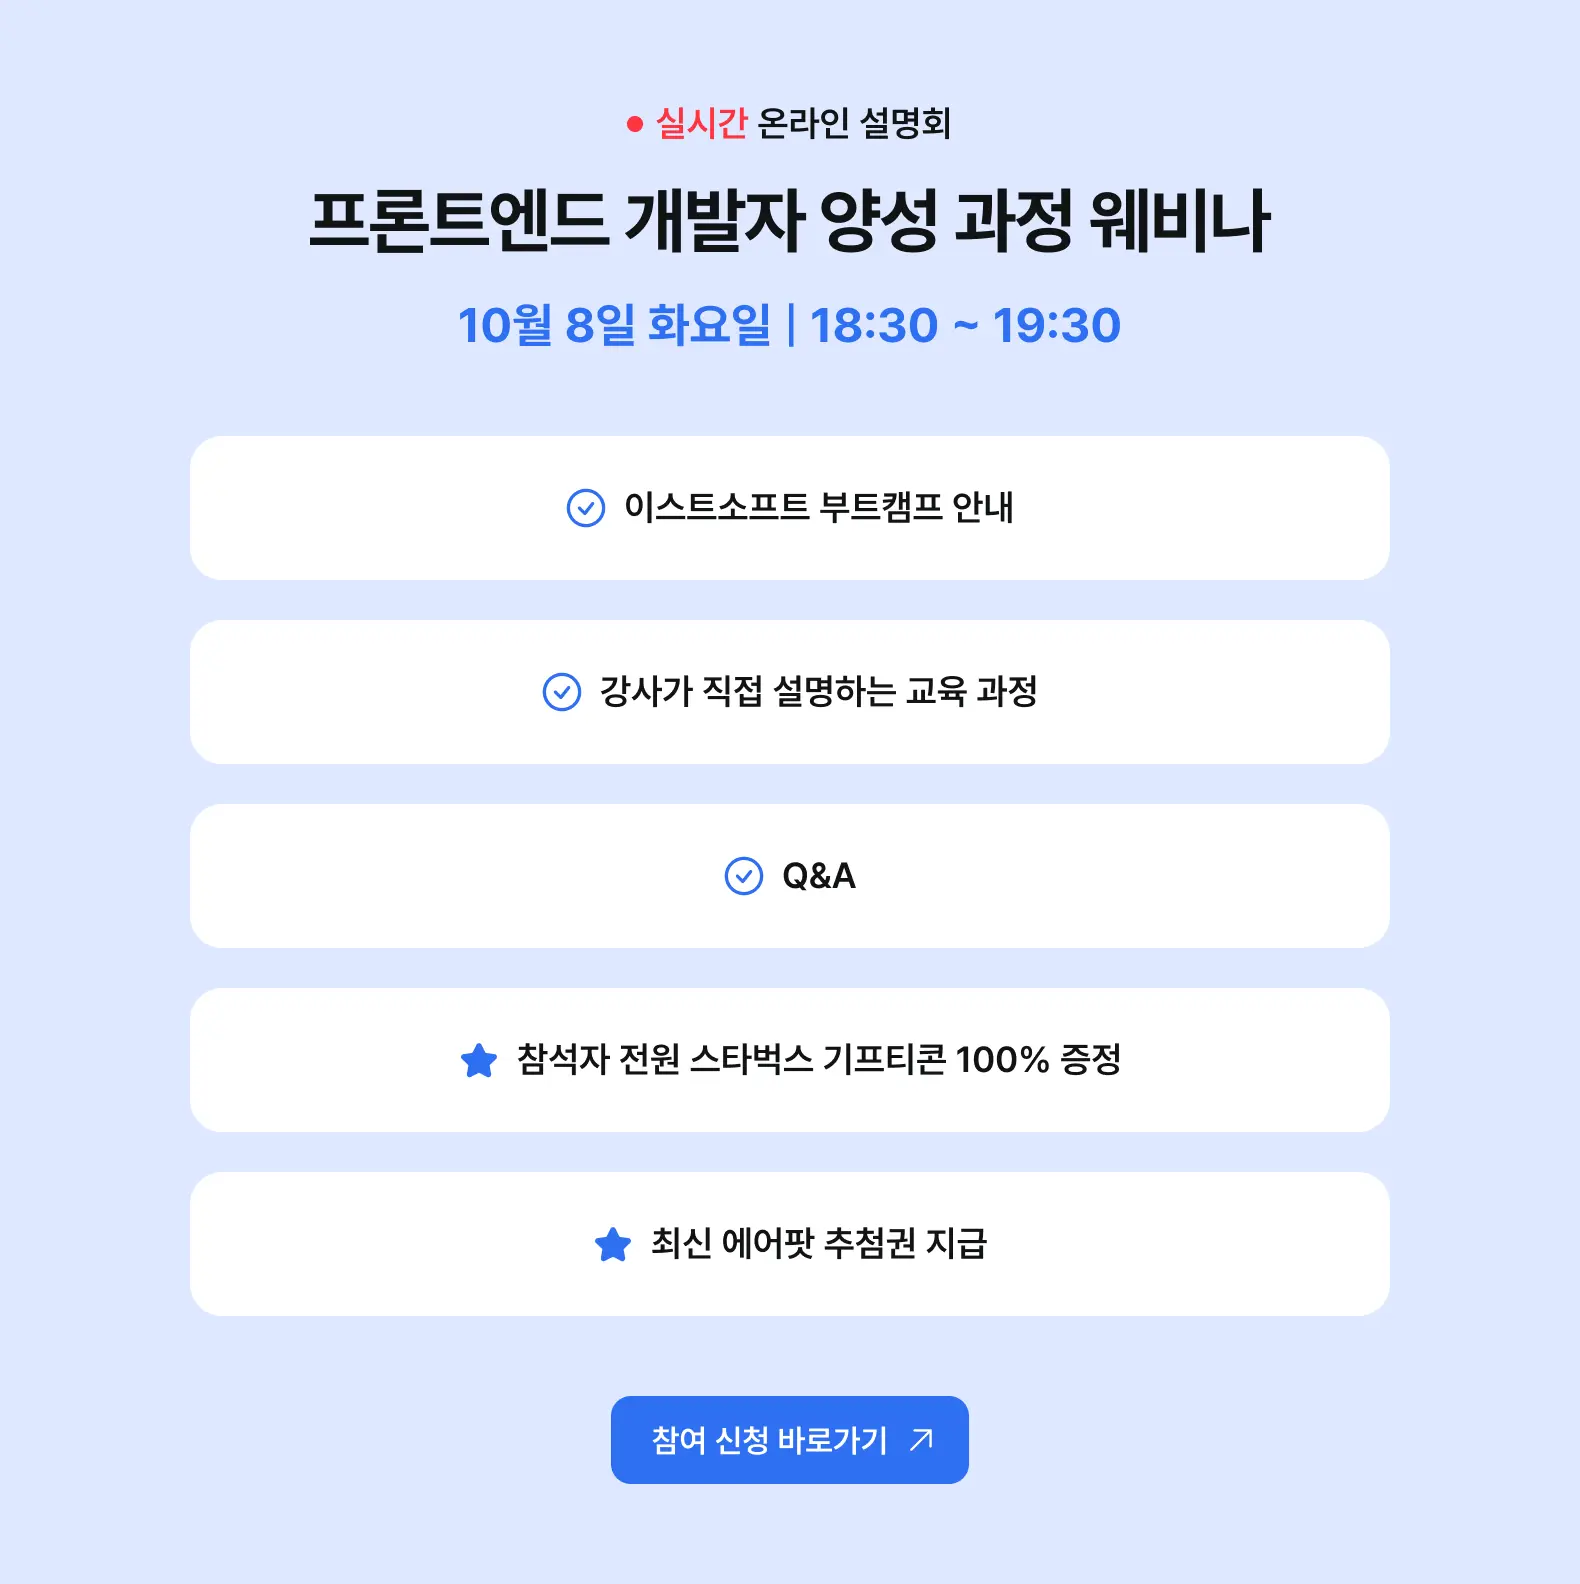 실시간 온라인 설명회
프론트엔드 개발자 양성 과정 웨비나
10월 8일 화요일 | 18:30 ~ 19:30
이스트소프트 부트캠프 안내
강사가 직접 설명하는 교육 과정
Q&A
참석자 전원 스타벅스 기프티콘 100% 증정
최신 에어팟 추첨권 지급
참여 신청 바로가기